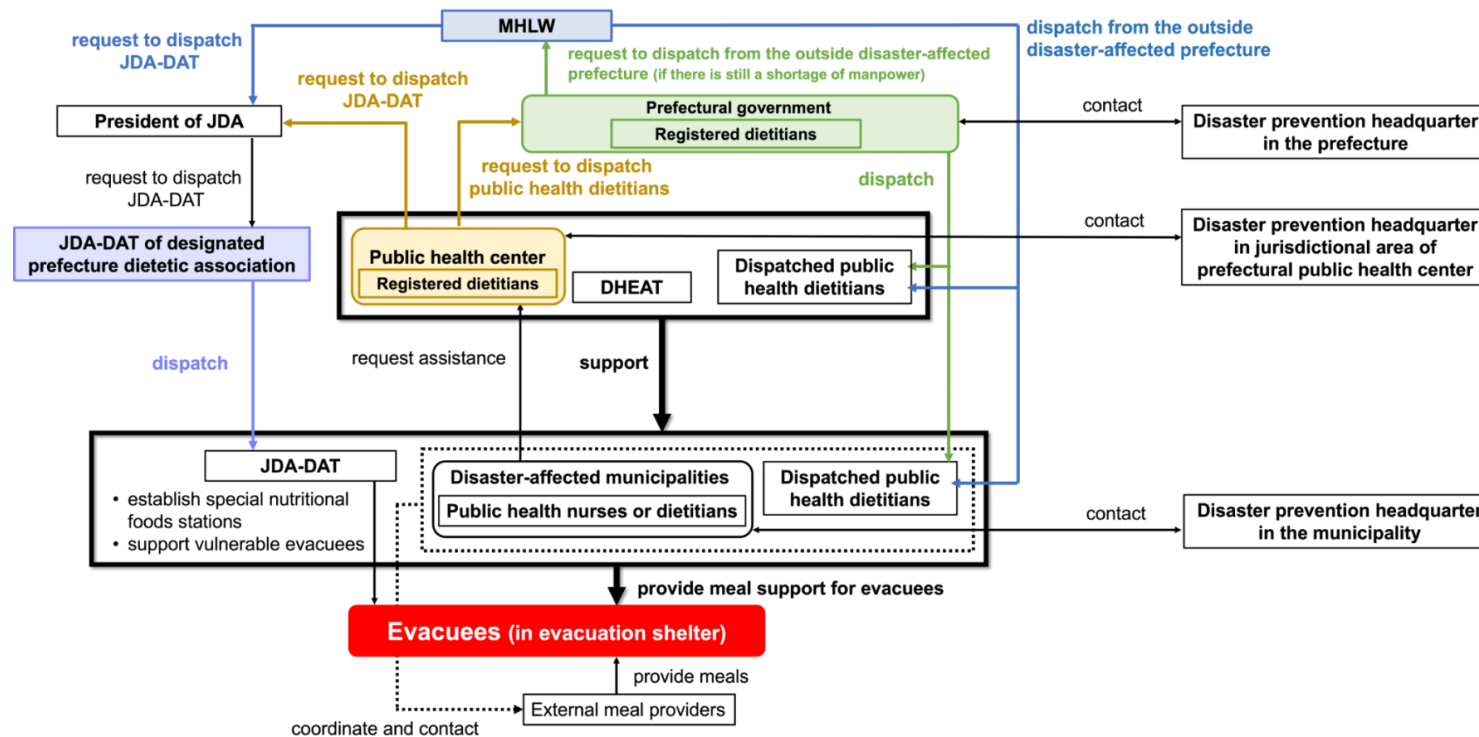 MHLW
request to dispatch
JDA-DAT
dispatch from the outside
disaster-affected prefecture
request to dispatch from the outside disaster-affected
prefecture (if there is still a shortage of manpower)
request to dispatch
JDA-DAT
President of JDA
Prefectural government
Registered dietitians
contact
Disaster prevention headquarter
in the prefecture
request to dispatch
public health dietitians
dispatch
request to dispatch
JDA-DAT
JDA-DAT of designated
prefecture dietetic association
Public health center
Registered dietitians
DHEAT
Dispatched public
health dietitians
contact
Disaster prevention headquarter
in jurisdictional area of
prefectural public health center
dispatch
request assistance
support
JDA-DAT
• establish special nutritional
foods stations
• support vulnerable evacuees
Disaster-affected municipalities
Public health nurses or dietitians
Dispatched public
health dietitians
contact
Disaster prevention headquarter
in the municipality
provide meal support for evacuees
Evacuees (in evacuation shelter)
provide meals
External meal providers
coordinate and contact